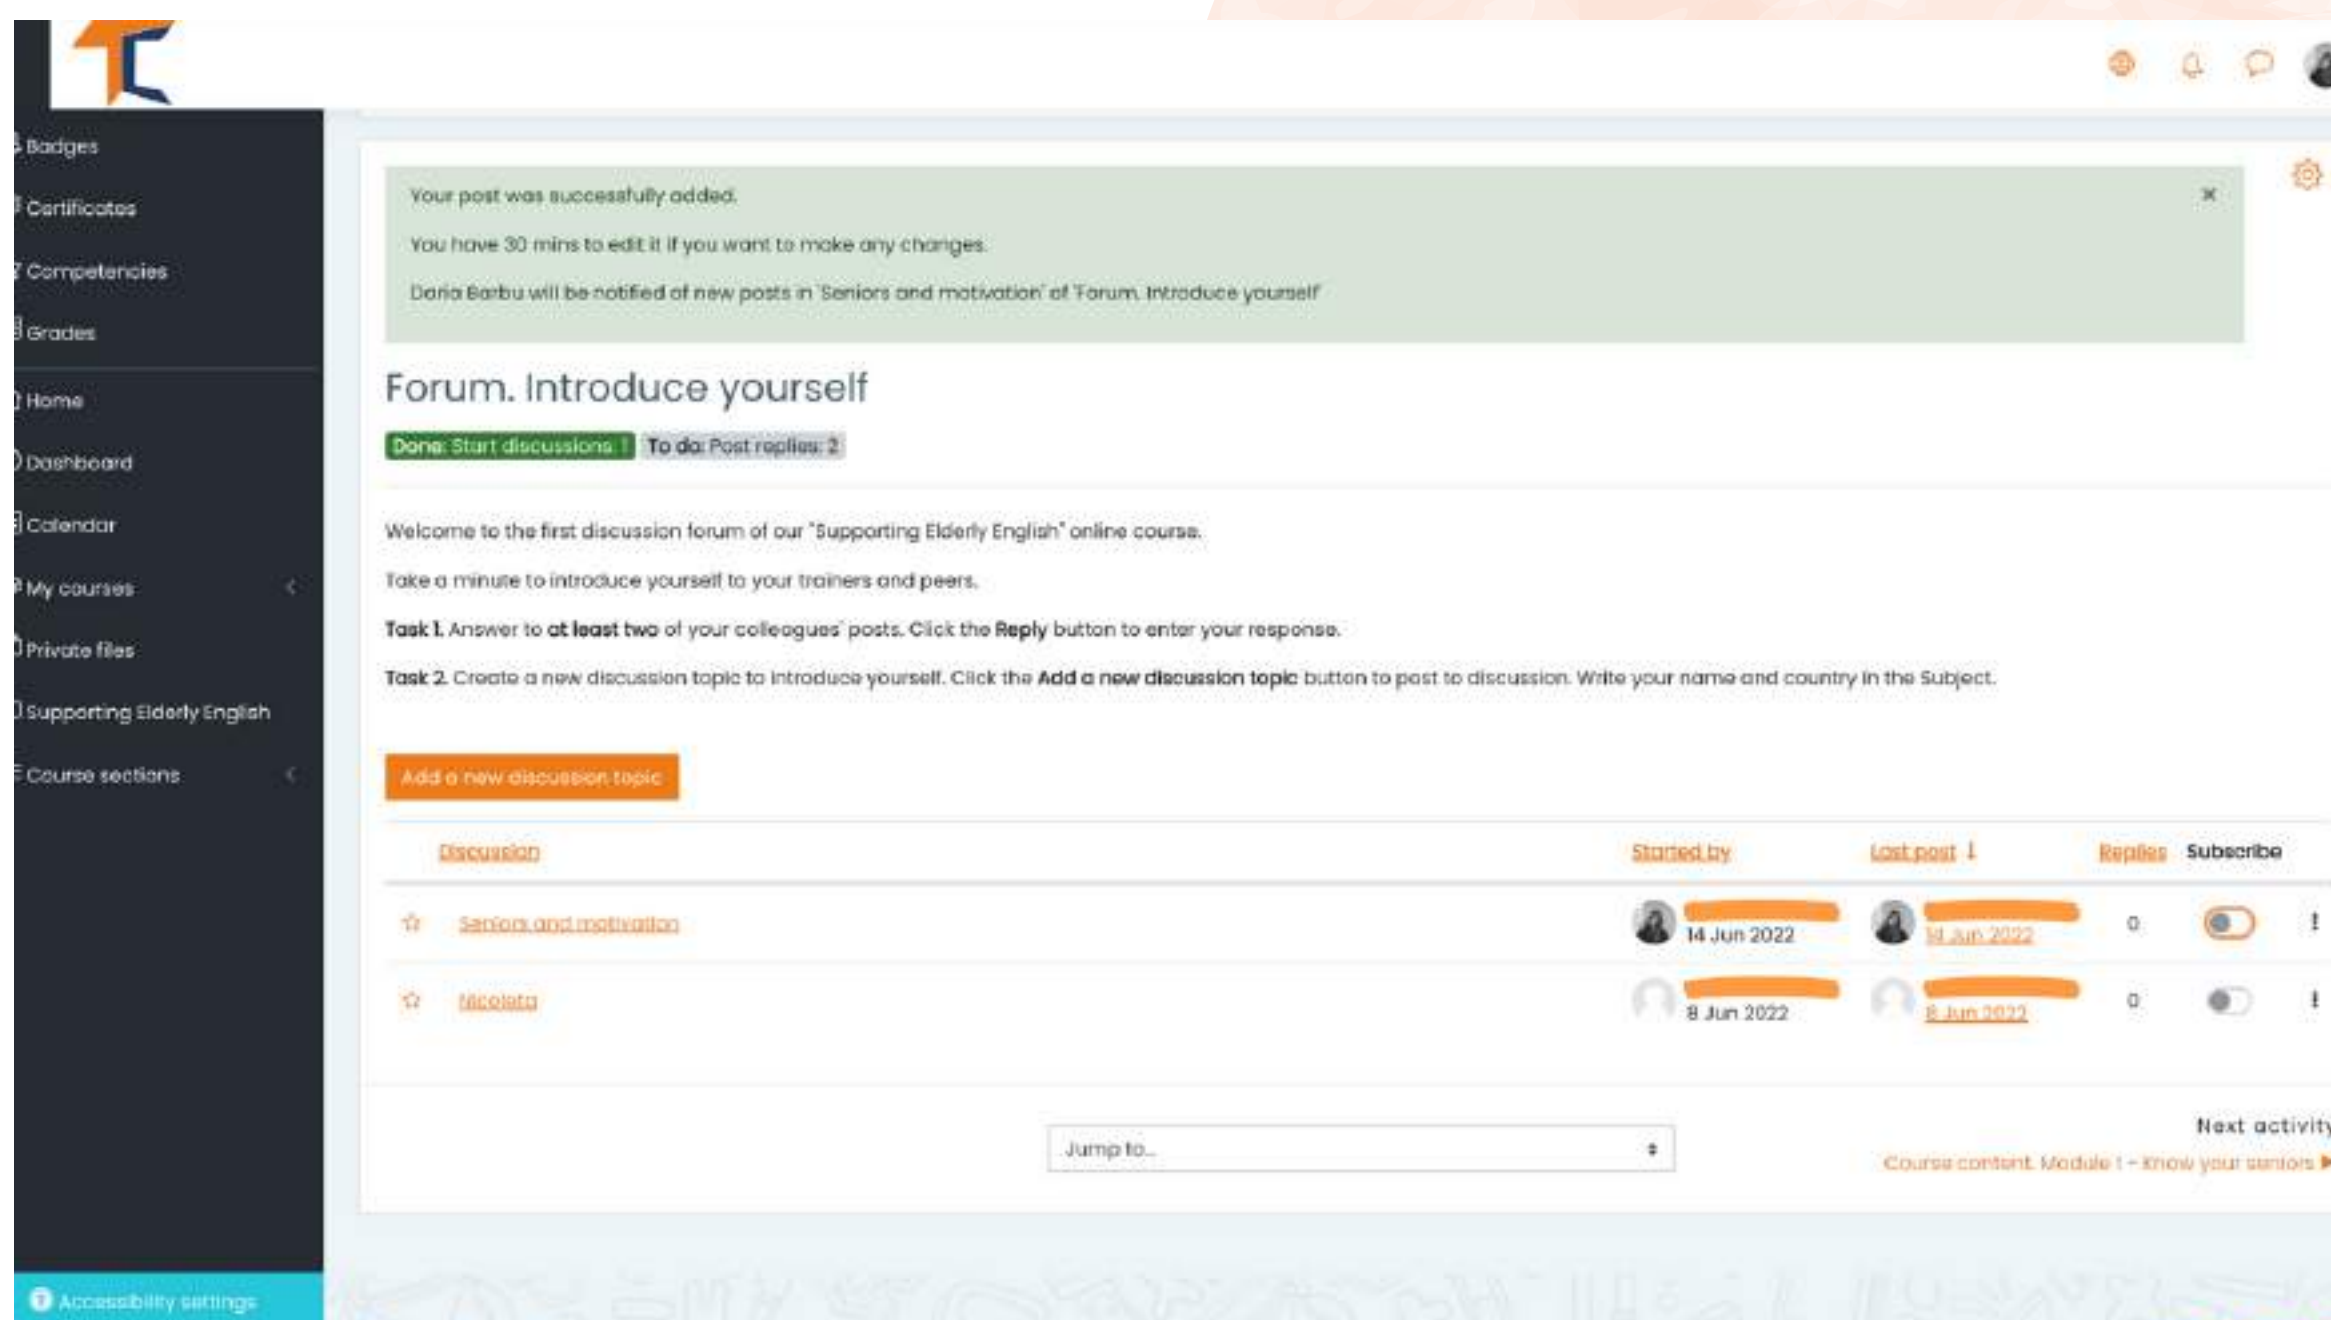 Badges
Certificates
Competencies
Grades
Home
Dashboard
Calendar
My courses
Private files
Supporting Elderly English
Course sections
Accessibility settings
Your post was successfully added.
You have 30 mins to edit it if you want to make any changes.
Daria Barbu will be notified of new posts in 'Seniors and motivation' of 'Forum. Introduce yourself'
Forum. Introduce yourself
Done: Start discussions: 1 To do: Post replies: 2
Welcome to the first discussion forum of our "Supporting Elderly English" online course.
Take a minute to introduce yourself to your trainers and peers.
Task 1. Answer to at least two of your colleagues' posts. Click the Reply button to enter your response.
Task 2. Create a new discussion topic to introduce yourself. Click the Add a new discussion topic button to post to discussion. Write your name and country in the Subject.
Add a new discussion topic
Discussion Started by Last post ↓ Replies Subscribe
Seniors and motivation 14 Jun 2022 14 Jun 2022 0
Nicoleta 8 Jun 2022 8 Jun 2022 0
Jump to...
Next activity
Course content. Module 1 - Know your seniors ▶